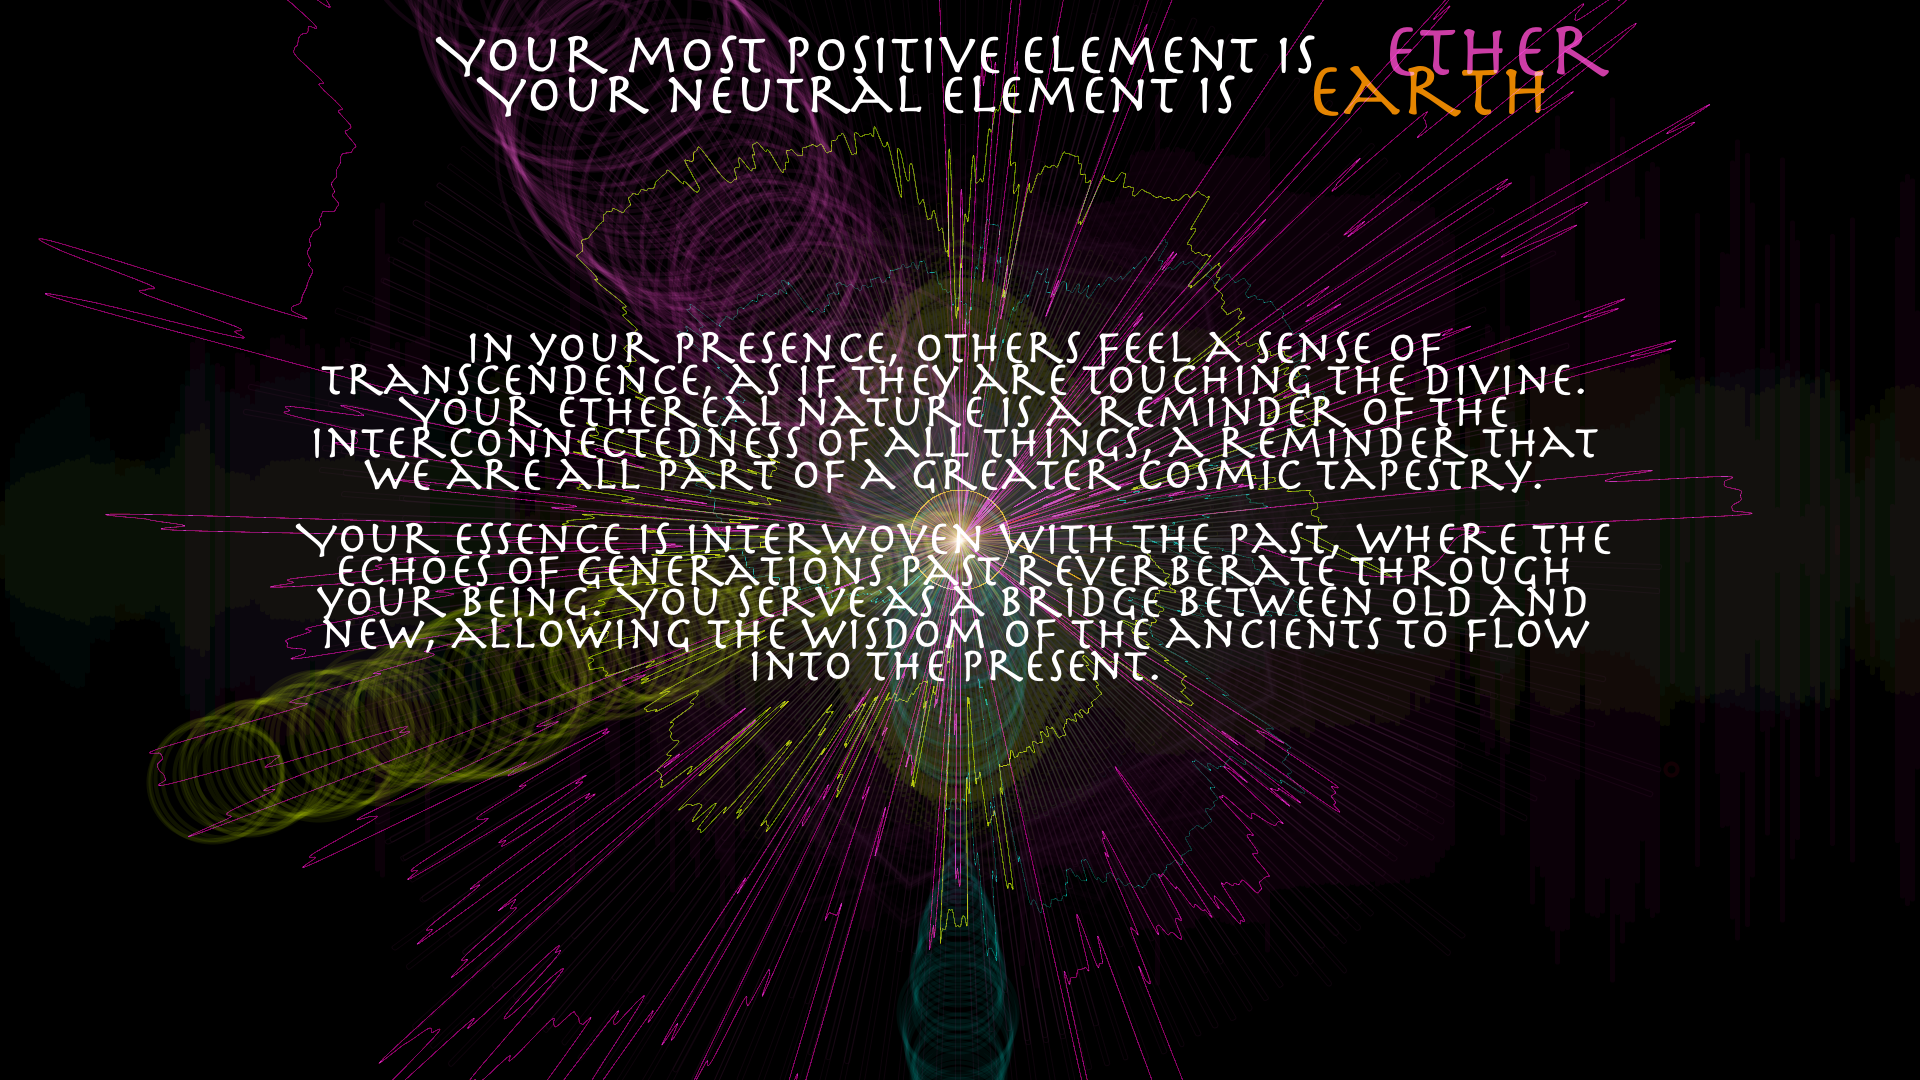 YOUR MOST POSITIVE ELEMENT IS ETHER
YOUR NEUTRAL ELEMENT IS EARTH
IN YOUR PRESENCE, OTHERS FEEL A SENSE OF
TRANSCENDENCE, AS IF THEY ARE TOUCHING THE DIVINE.
YOUR ETHEREAL NATURE IS A REMINDER OF THE
INTERCONNECTEDNESS OF ALL THINGS, A REMINDER THAT
WE ARE ALL PART OF A GREATER COSMIC TAPESTRY.
YOUR ESSENCE IS INTERWOVEN WITH THE PAST, WHERE THE
ECHOES OF GENERATIONS PAST REVERBERATE THROUGH
YOUR BEING. YOU SERVE AS A BRIDGE BETWEEN OLD AND
NEW, ALLOWING THE WISDOM OF THE ANCIENTS TO FLOW
INTO THE PRESENT.